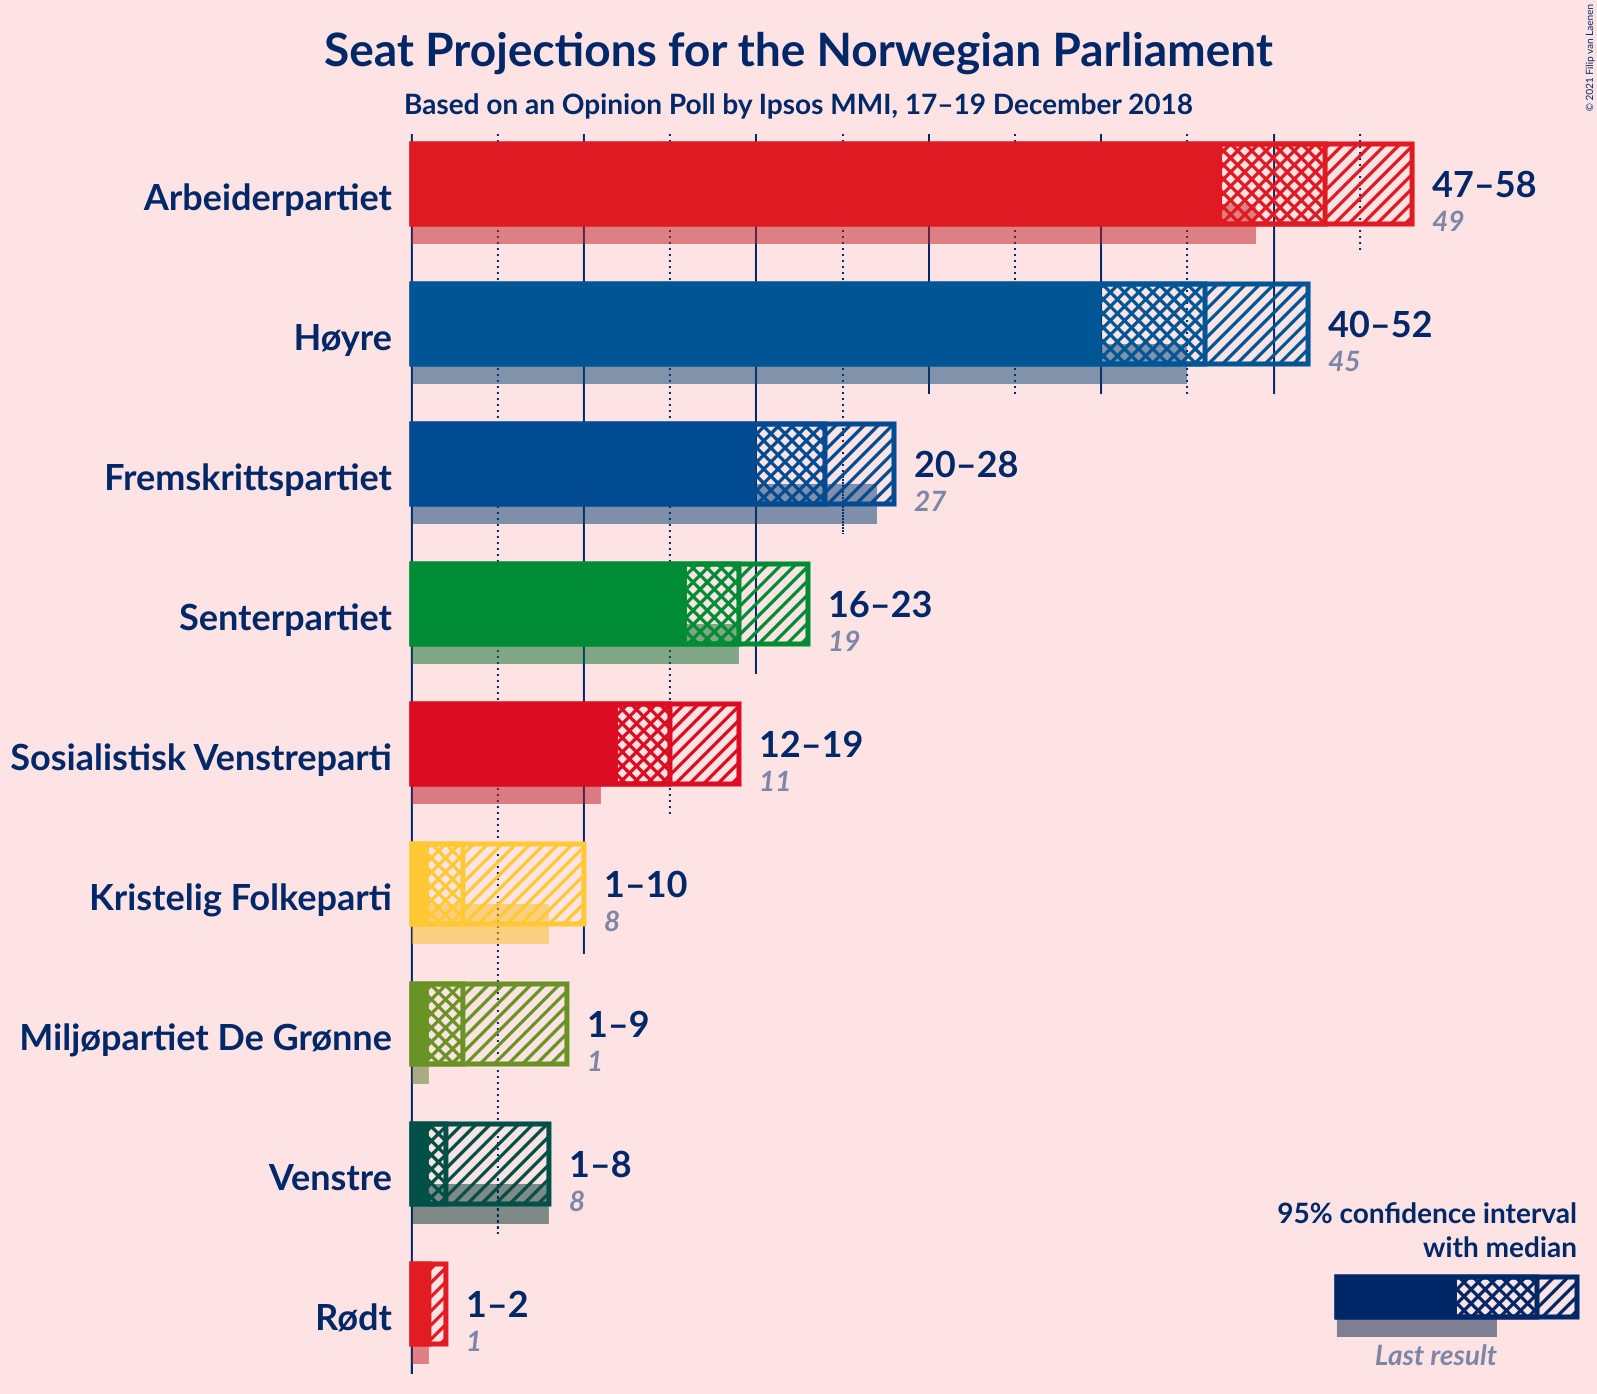 Seat Projections for the Norwegian Parliament
Based on an Opinion Poll by Ipsos MMI, 17–19 December 2018
© 2021 Filip van Laenen
Arbeiderpartiet
47–58
49
Høyre
40–52
45
Fremskrittspartiet
20–28
27
Senterpartiet
16–23
19
Sosialistisk Venstreparti
12–19
11
Kristelig Folkeparti
1–10
8
Miljøpartiet De Grønne
1–9
1
Venstre
1–8
8
Rødt
1–2
1
95% confidence interval
with median
Last result